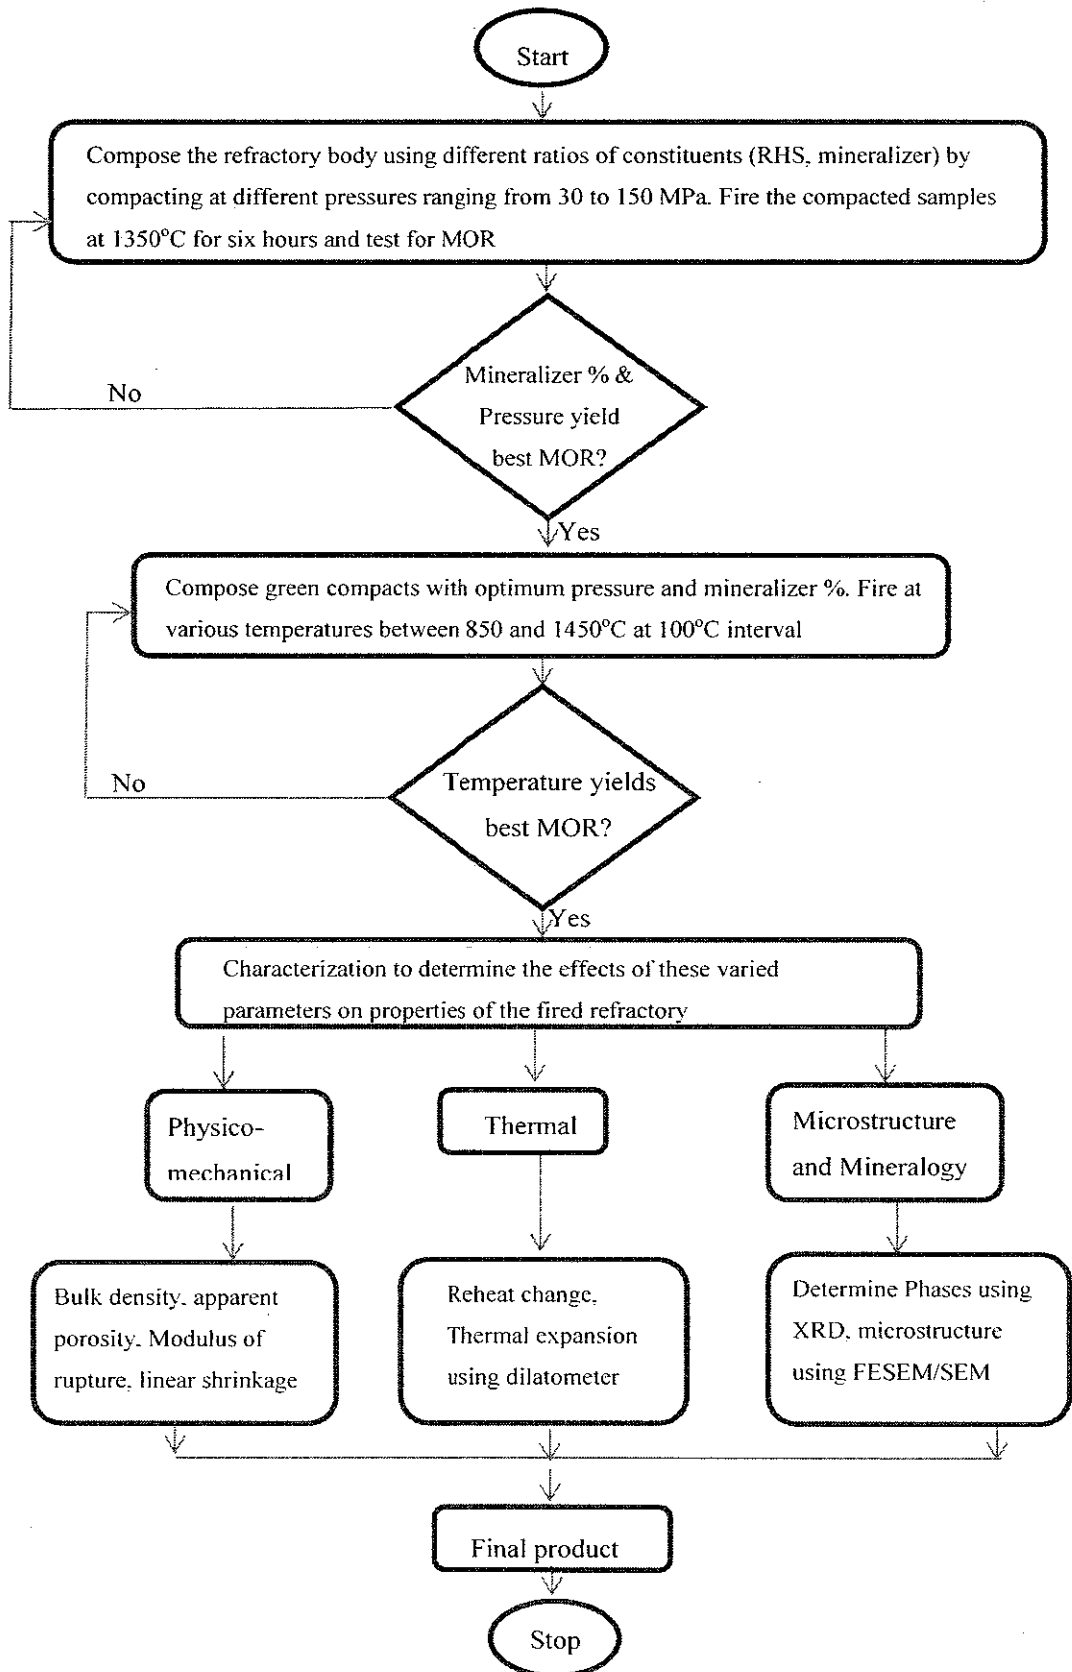 Start
Compose the refractory body using different ratios of constituents (RHS, mineralizer) by
compacting at different pressures ranging from 30 to 150 MPa. Fire the compacted samples
at 1350°C for six hours and test for MOR
Mineralizer % &
Pressure yield
best MOR?
No
Yes
Compose green compacts with optimum pressure and mineralizer %. Fire at
various temperatures between 850 and 1450°C at 100°C interval
Temperature yields
best MOR?
No
Yes
Characterization to determine the effects of these varied
parameters on properties of the fired refractory
Physico-
mechanical
Thermal
Microstructure
and Mineralogy
Bulk density, apparent
porosity, Modulus of
rupture, linear shrinkage
Reheat change,
Thermal expansion
using dilatometer
Determine Phases using
XRD, microstructure
using FESEM/SEM
Final product
Stop